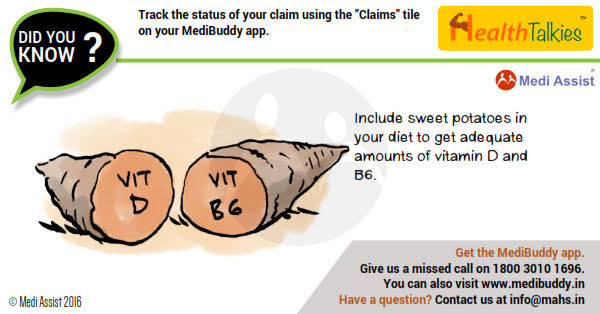 DID YOU
KNOW ?
Track the status of your claim using the "Claims" tile
on your MediBuddy app.
HealthTalkies™
Medi Assist®
Include sweet potatoes in
your diet to get adequate
amounts of vitamin D and
B6.
VIT
D
VIT
B6
Get the MediBuddy app.
Give us a missed call on 1800 3010 1696.
You can also visit www.medibuddy.in
Have a question? Contact us at info@mahs.in
© Medi Assist 2016